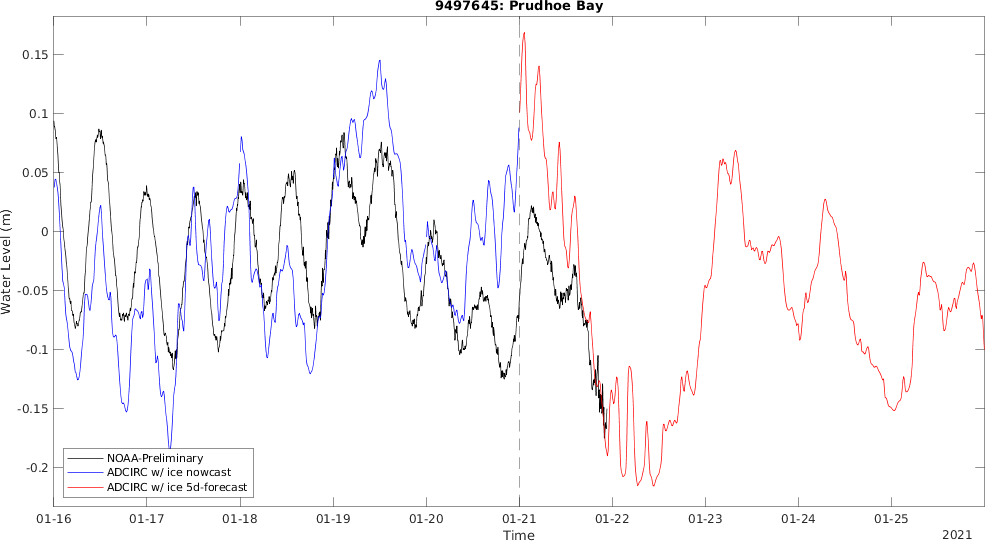 9497645: Prudhoe Bay
0.15
0.1
0.05
0
-0.05
-0.1
-0.15
-0.2
Water Level (m)
NOAA-Preliminary
ADCIRC w/ ice nowcast
ADCIRC w/ ice 5d-forecast
01-16 01-17 01-18 01-19 01-20 01-21 01-22 01-23 01-24 01-25
Time
2021